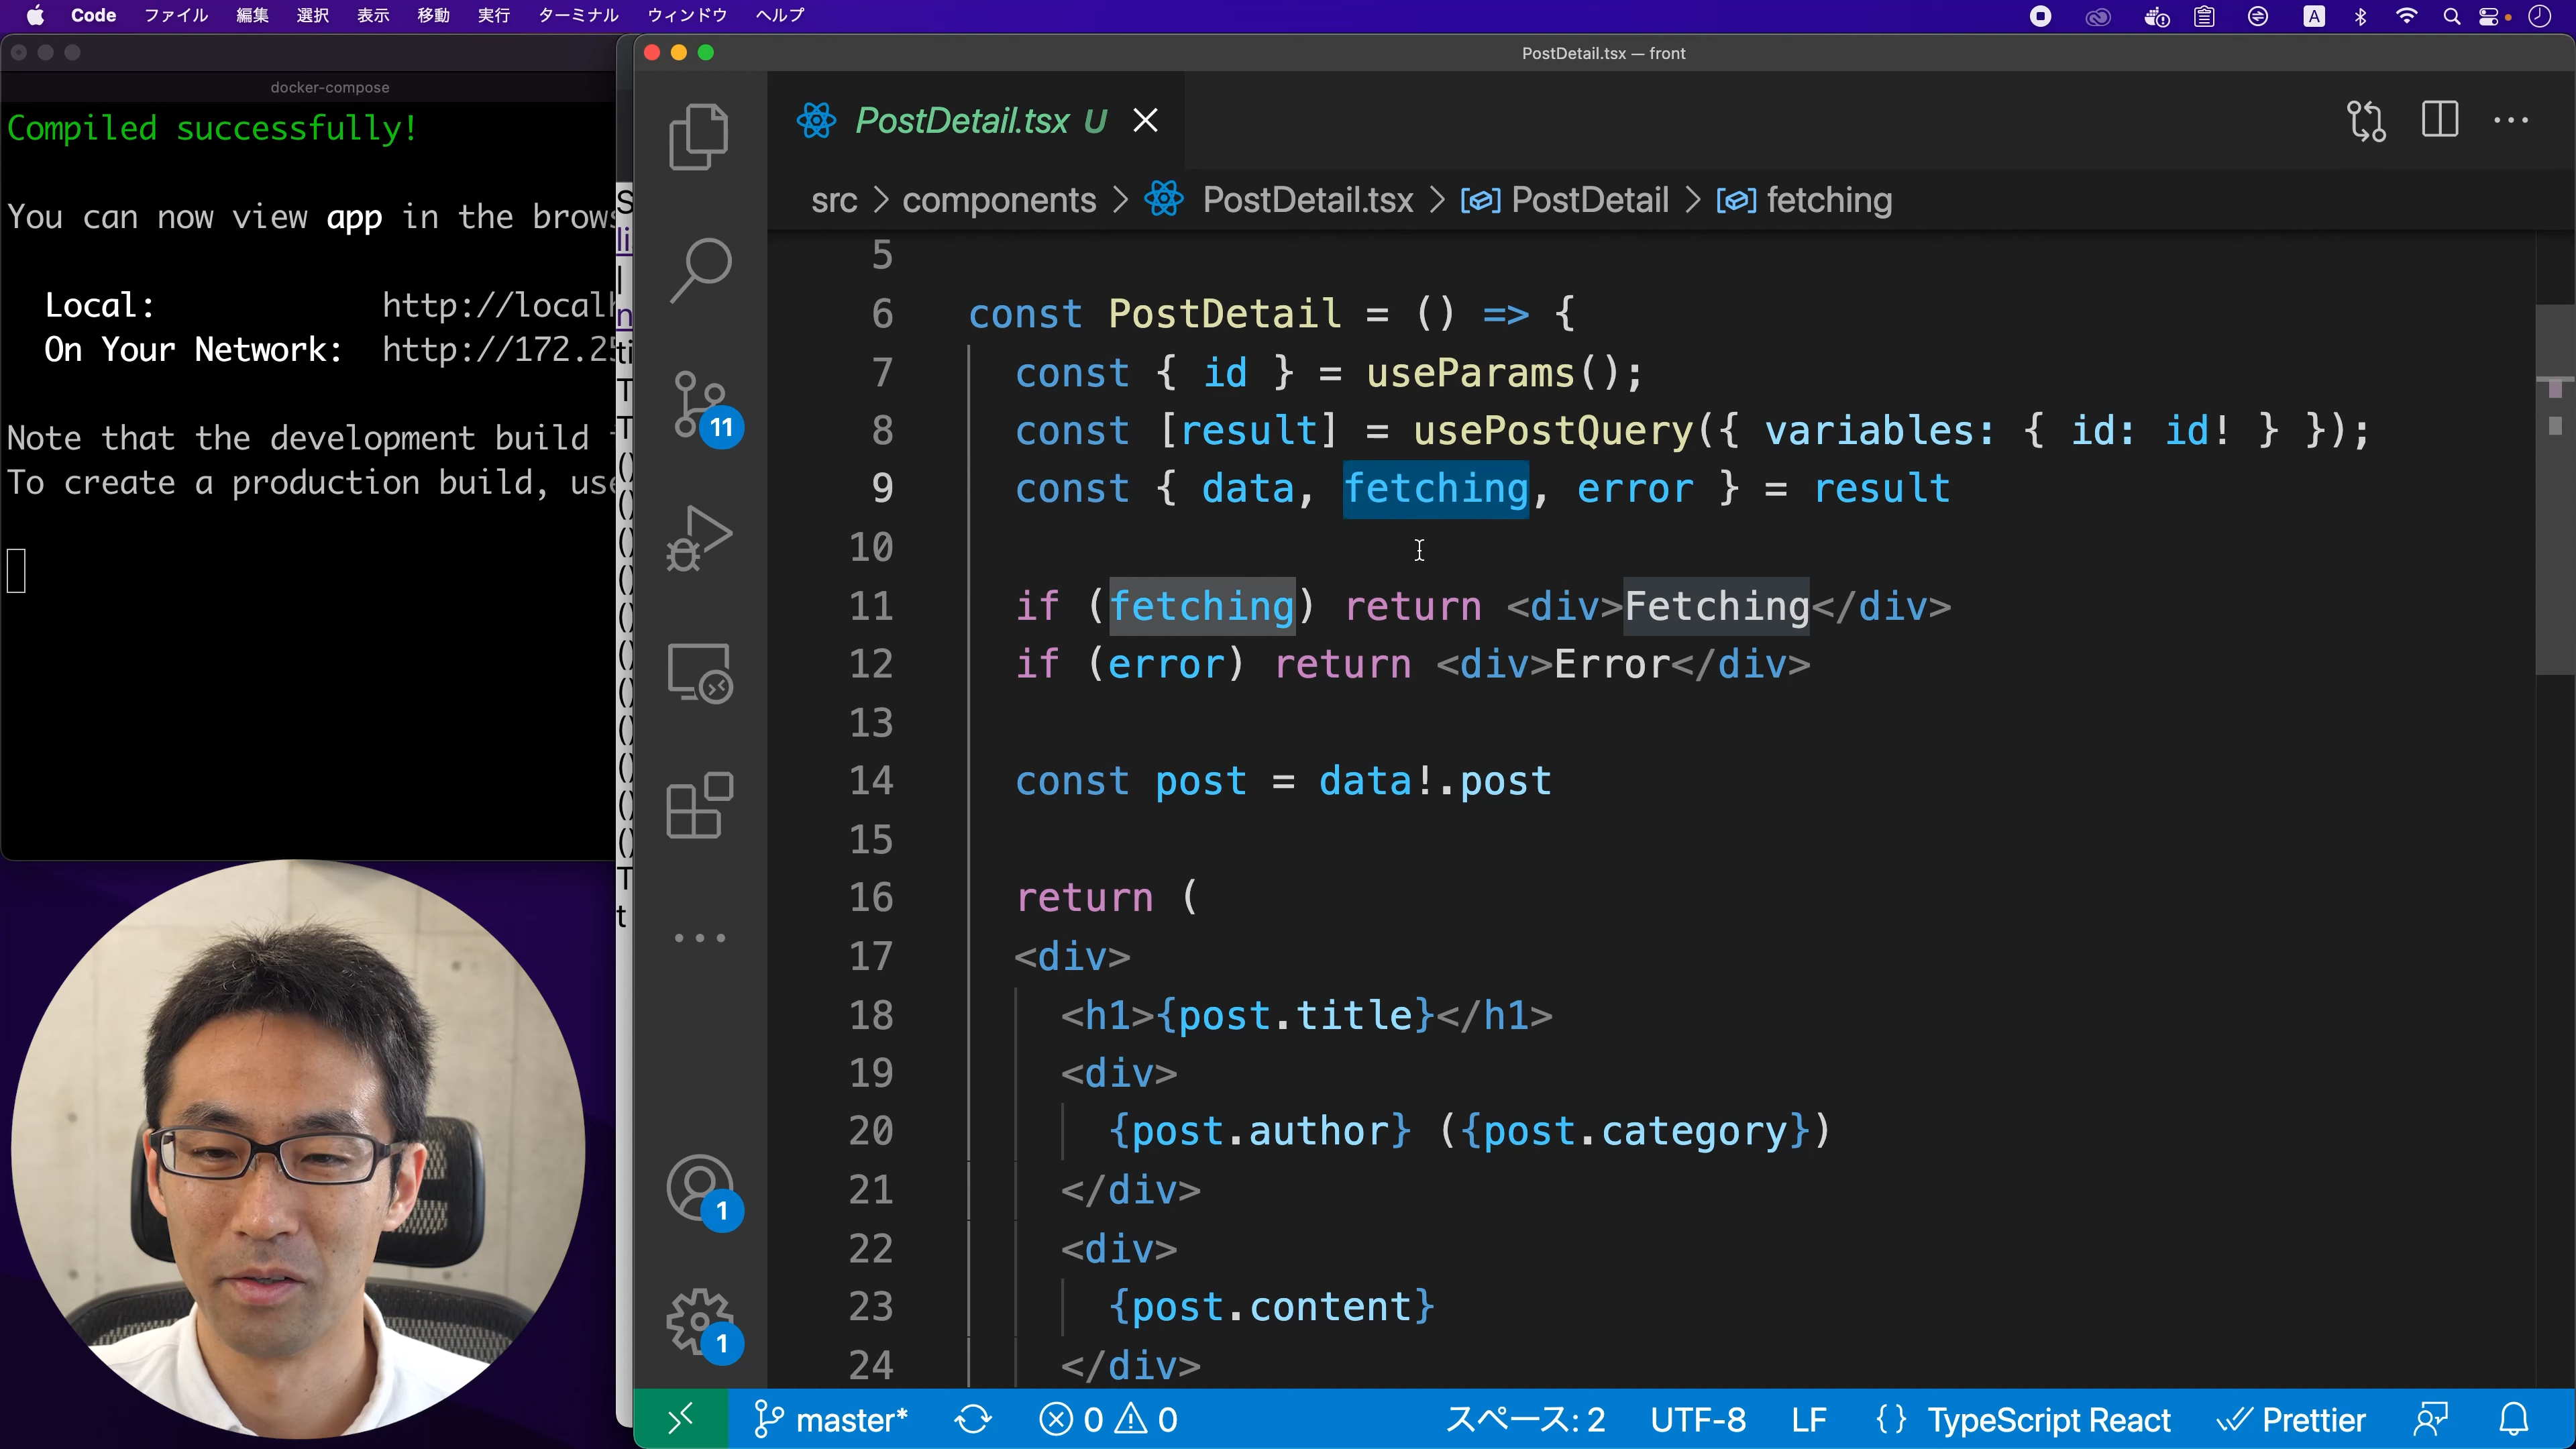 Code ファイル 編集 選択 表示 移動 実行 ターミナル ウィンドウ ヘルプ
A
docker-compose
Compiled successfully!
You can now view app in the brows
Local: http://localh
On Your Network: http://172.25
Note that the development build
To create a production build, use
PostDetail.tsx — front
PostDetail.tsx U
src > components > PostDetail.tsx > PostDetail > fetching
11
1
1
5
6 const PostDetail = () => {
7 const { id } = useParams();
8 const [result] = usePostQuery({ variables: { id: id! } });
9 const { data, fetching, error } = result
10
11 if (fetching) return <div>Fetching</div>
12 if (error) return <div>Error</div>
13
14 const post = data!.post
15
16 return (
17 <div>
18 <h1>{post.title}</h1>
19 <div>
20 {post.author} ({post.category})
21 </div>
22 <div>
23 {post.content}
24 </div>
master* 0 0 スペース: 2 UTF-8 LF {} TypeScript React Prettier